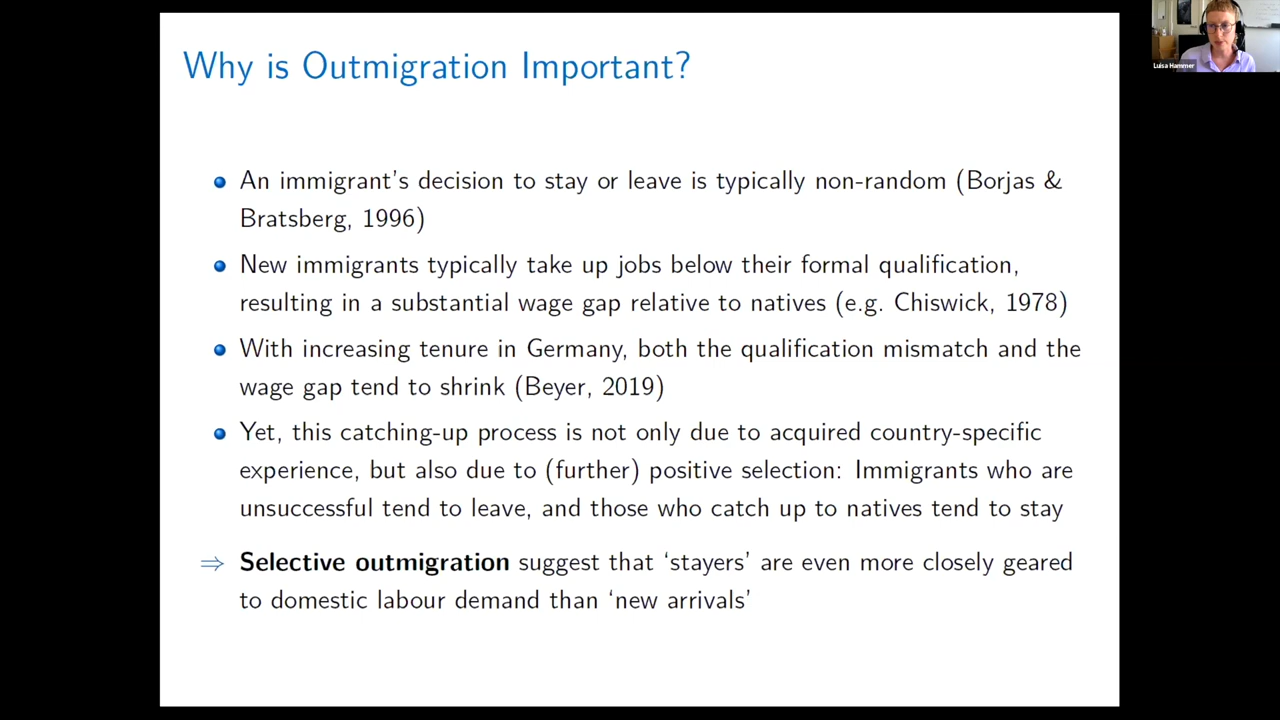 Why is Outmigration Important?
Luisa Hammer
• An immigrant's decision to stay or leave is typically non-random (Borjas &
Bratsberg, 1996)
• New immigrants typically take up jobs below their formal qualification,
resulting in a substantial wage gap relative to natives (e.g. Chiswick, 1978)
• With increasing tenure in Germany, both the qualification mismatch and the
wage gap tend to shrink (Beyer, 2019)
• Yet, this catching-up process is not only due to acquired country-specific
experience, but also due to (further) positive selection: Immigrants who are
unsuccessful tend to leave, and those who catch up to natives tend to stay
⇒ Selective outmigration suggest that ‘stayers’ are even more closely geared
to domestic labour demand than ‘new arrivals’